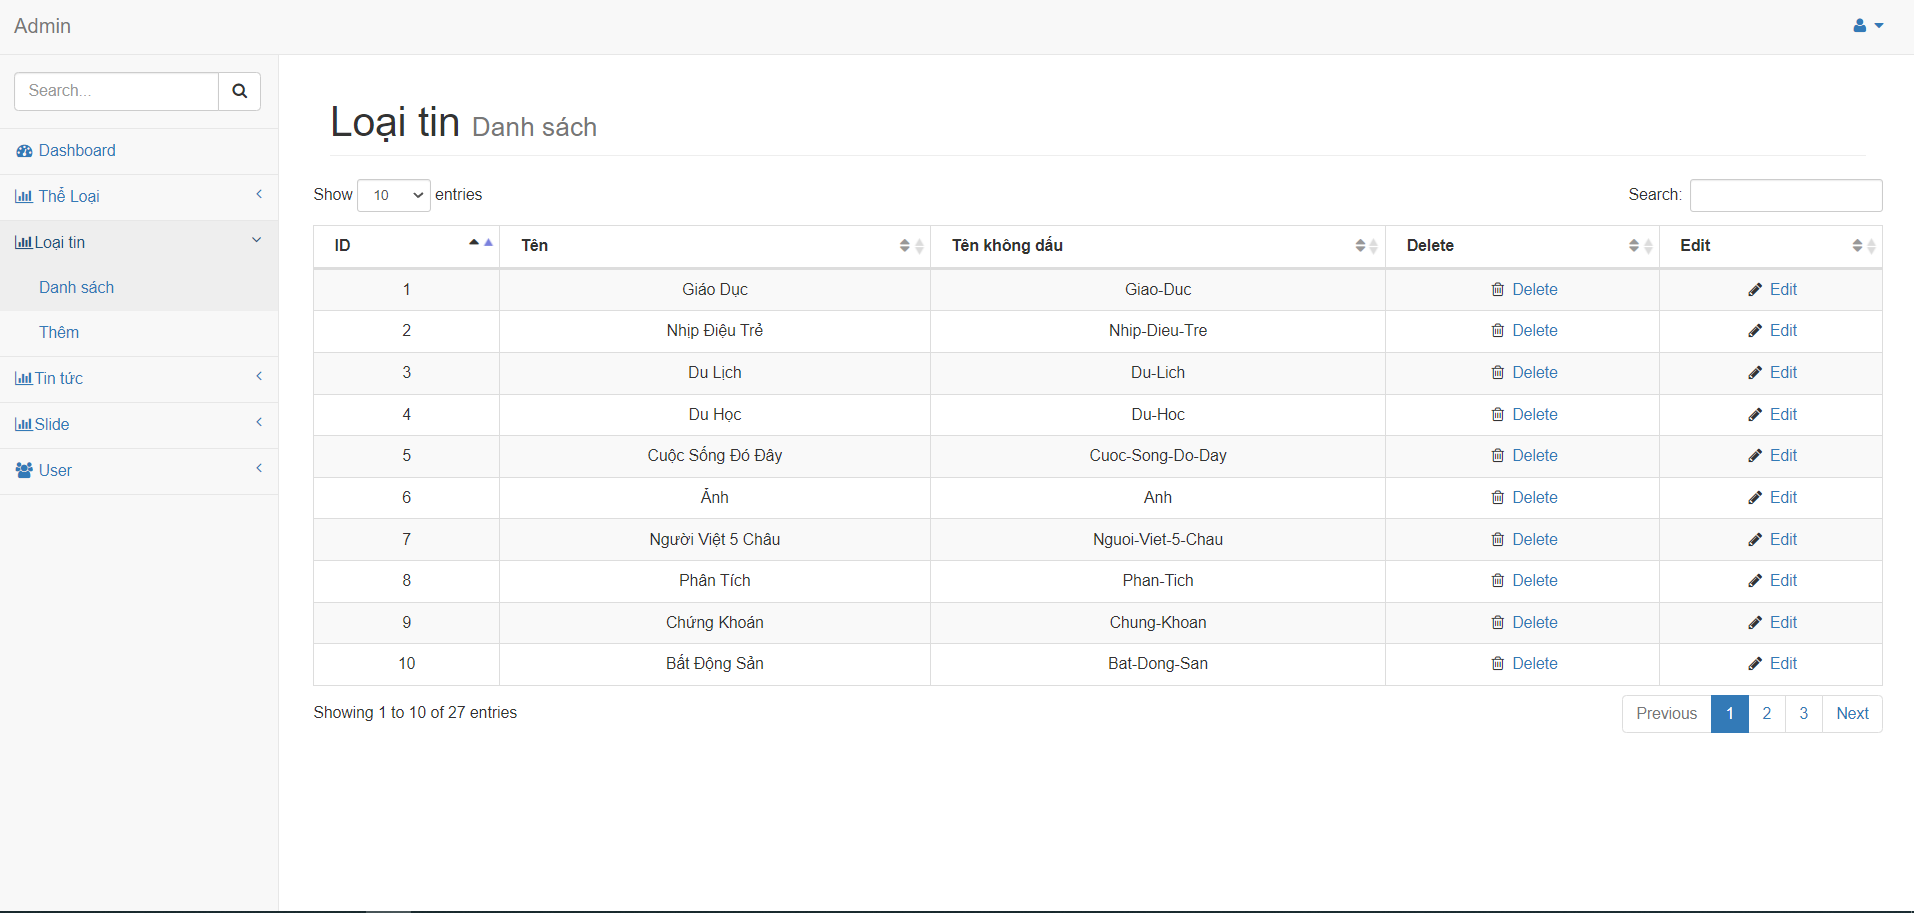 Admin
Search...
Dashboard
Thể Loại
Loại tin
Danh sách
Thêm
Tin tức
Slide
User
Loại tin Danh sách
Show 10 entries Search:
ID Tên Tên không dấu Delete Edit
1 Giáo Dục Giao-Duc Delete Edit
2 Nhịp Điệu Trẻ Nhip-Dieu-Tre Delete Edit
3 Du Lịch Du-Lich Delete Edit
4 Du Học Du-Hoc Delete Edit
5 Cuộc Sống Đó Đây Cuoc-Song-Do-Day Delete Edit
6 Ảnh Anh Delete Edit
7 Người Việt 5 Châu Nguoi-Viet-5-Chau Delete Edit
8 Phân Tích Phan-Tich Delete Edit
9 Chứng Khoán Chung-Khoan Delete Edit
10 Bất Động Sản Bat-Dong-San Delete Edit
Showing 1 to 10 of 27 entries Previous 1 2 3 Next